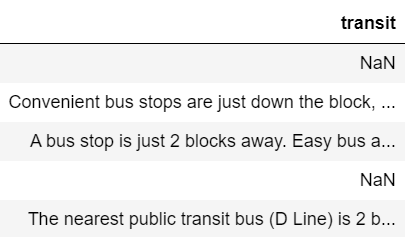 transit
NaN
Convenient bus stops are just down the block, ...
A bus stop is just 2 blocks away. Easy bus a...
NaN
The nearest public transit bus (D Line) is 2 b...